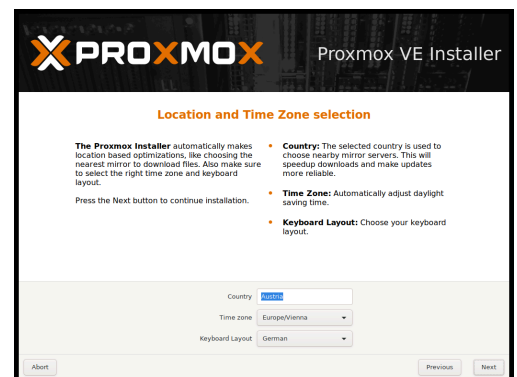 PROXMOX
Proxmox VE Installer
Location and Time Zone selection
The Proxmox Installer automatically makes
location based optimizations, like choosing the
nearest mirror to download files. Also make sure
to select the right time zone and keyboard
layout.
Press the Next button to continue installation.
• Country: The selected country is used to
choose nearby mirror servers. This will
speedup downloads and make updates
more reliable.
• Time Zone: Automatically adjust daylight
saving time.
• Keyboard Layout: Choose your keyboard
layout.
Country Austria
Time zone Europe/Vienna
Keyboard Layout German
Abort Previous Next